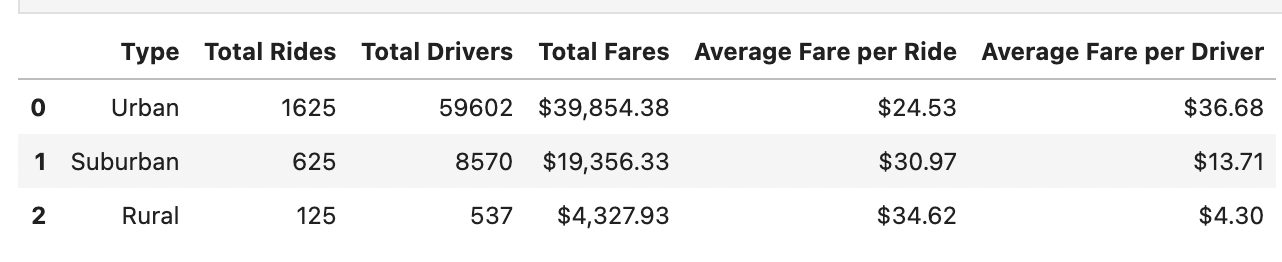 Type Total Rides Total Drivers Total Fares Average Fare per Ride Average Fare per Driver
0 Urban 1625 59602 $39,854.38 $24.53 $36.68
1 Suburban 625 8570 $19,356.33 $30.97 $13.71
2 Rural 125 537 $4,327.93 $34.62 $4.30